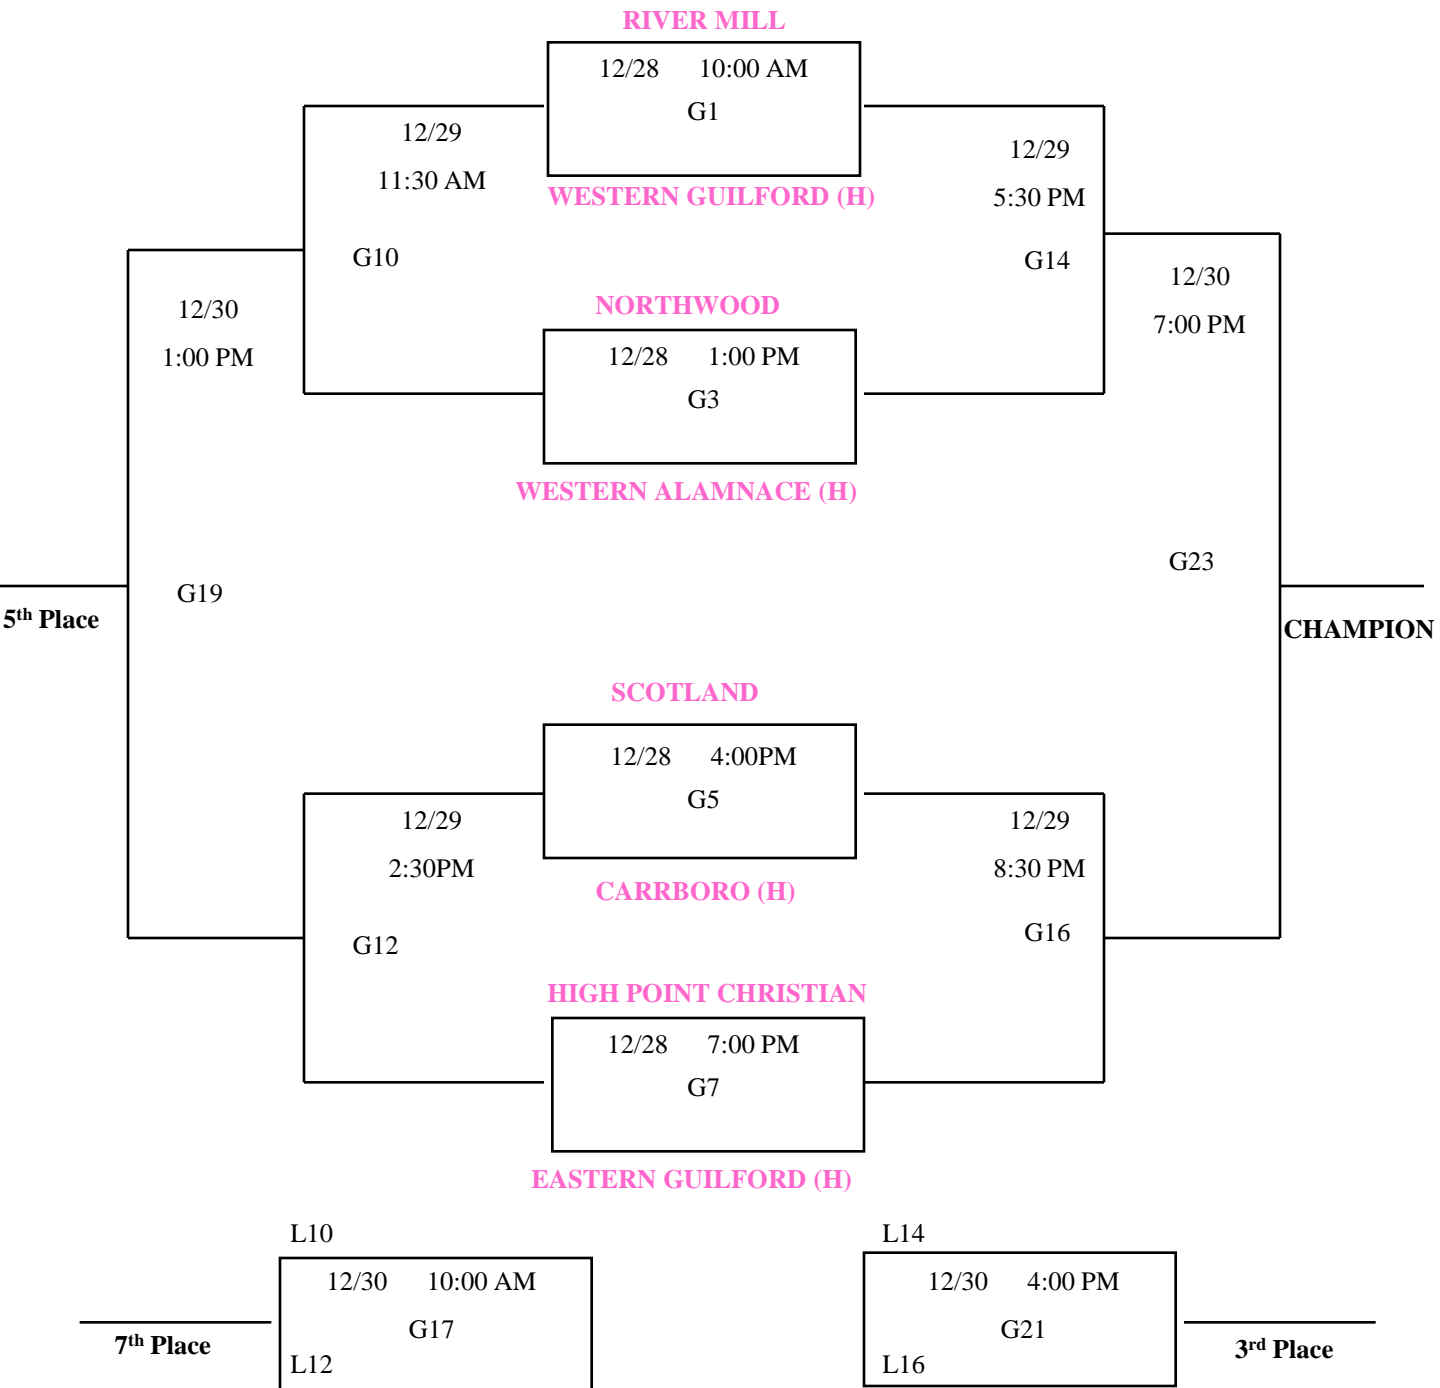 RIVER MILL
12/28 10:00 AM
G1
WESTERN GUILFORD (H)
12/29
11:30 AM
G10
12/29
5:30 PM
G14
NORTHWOOD
12/28 1:00 PM
G3
WESTERN ALAMNACE (H)
12/30
1:00 PM
G19
5th Place
12/30
7:00 PM
G23
CHAMPION
SCOTLAND
12/28 4:00PM
G5
CARRBORO (H)
12/29
2:30PM
G12
12/29
8:30 PM
G16
HIGH POINT CHRISTIAN
12/28 7:00 PM
G7
EASTERN GUILFORD (H)
L10
12/30 10:00 AM
G17
L12
7th Place
L14
12/30 4:00 PM
G21
L16
3rd Place